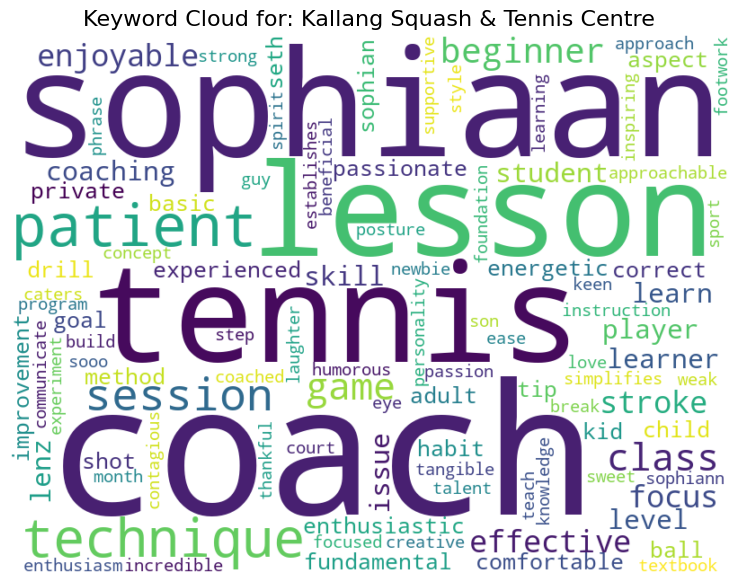 Keyword Cloud for: Kallang Squash & Tennis Centre
enjoyable
strong
seth
sophian
beginner
approach
aspect
supportive
style
learning
inspiring
footwork
phrase
spirit
sophiaan
coaching
private
basic
guy
establishes
beneficial
passionate
student
approachable
patient
lesson
posture
foundation
sport
concept
drill
experienced
skill
newbie
energetic
correct
caters
tennis
keen
learn
program
goal
instruction
build
step
laughter
personality
son
ease
player
sooo
love
learner
improvement
communicate
experiment
method
coached
humorous
passion
simplifies
weak
session
game
eye
adult
tip
break
stroke
coach
lenz
shot
month
contagious
thankful
court
issue
habit
kid
child
tangible
talent
teach
knowledge
class
sweet
sophiann
focus
level
technique
enthusiastic
focused
creative
effective
ball
enthusiasm
incredible
fundamental
comfortable
textbook